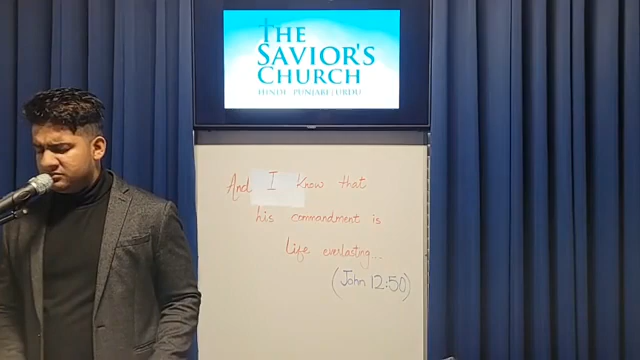 THE
SAVIOR'S
CHURCH
HINDI | PUNJABI | URDU
And I know that
his commandment is
life everlasting...
(John 12:50)